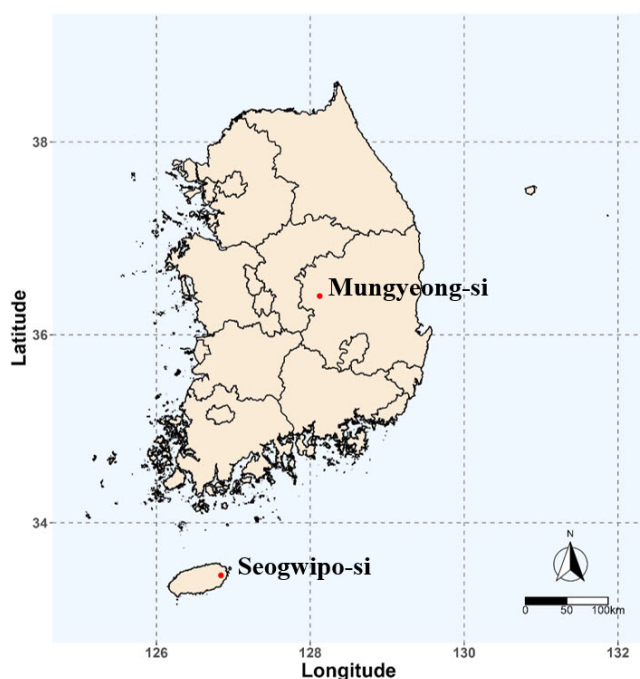 38
Mungyeong-si
36
Latitude
34
Seogwipo-si
N
0 50 100km
126 128 130 132
Longitude